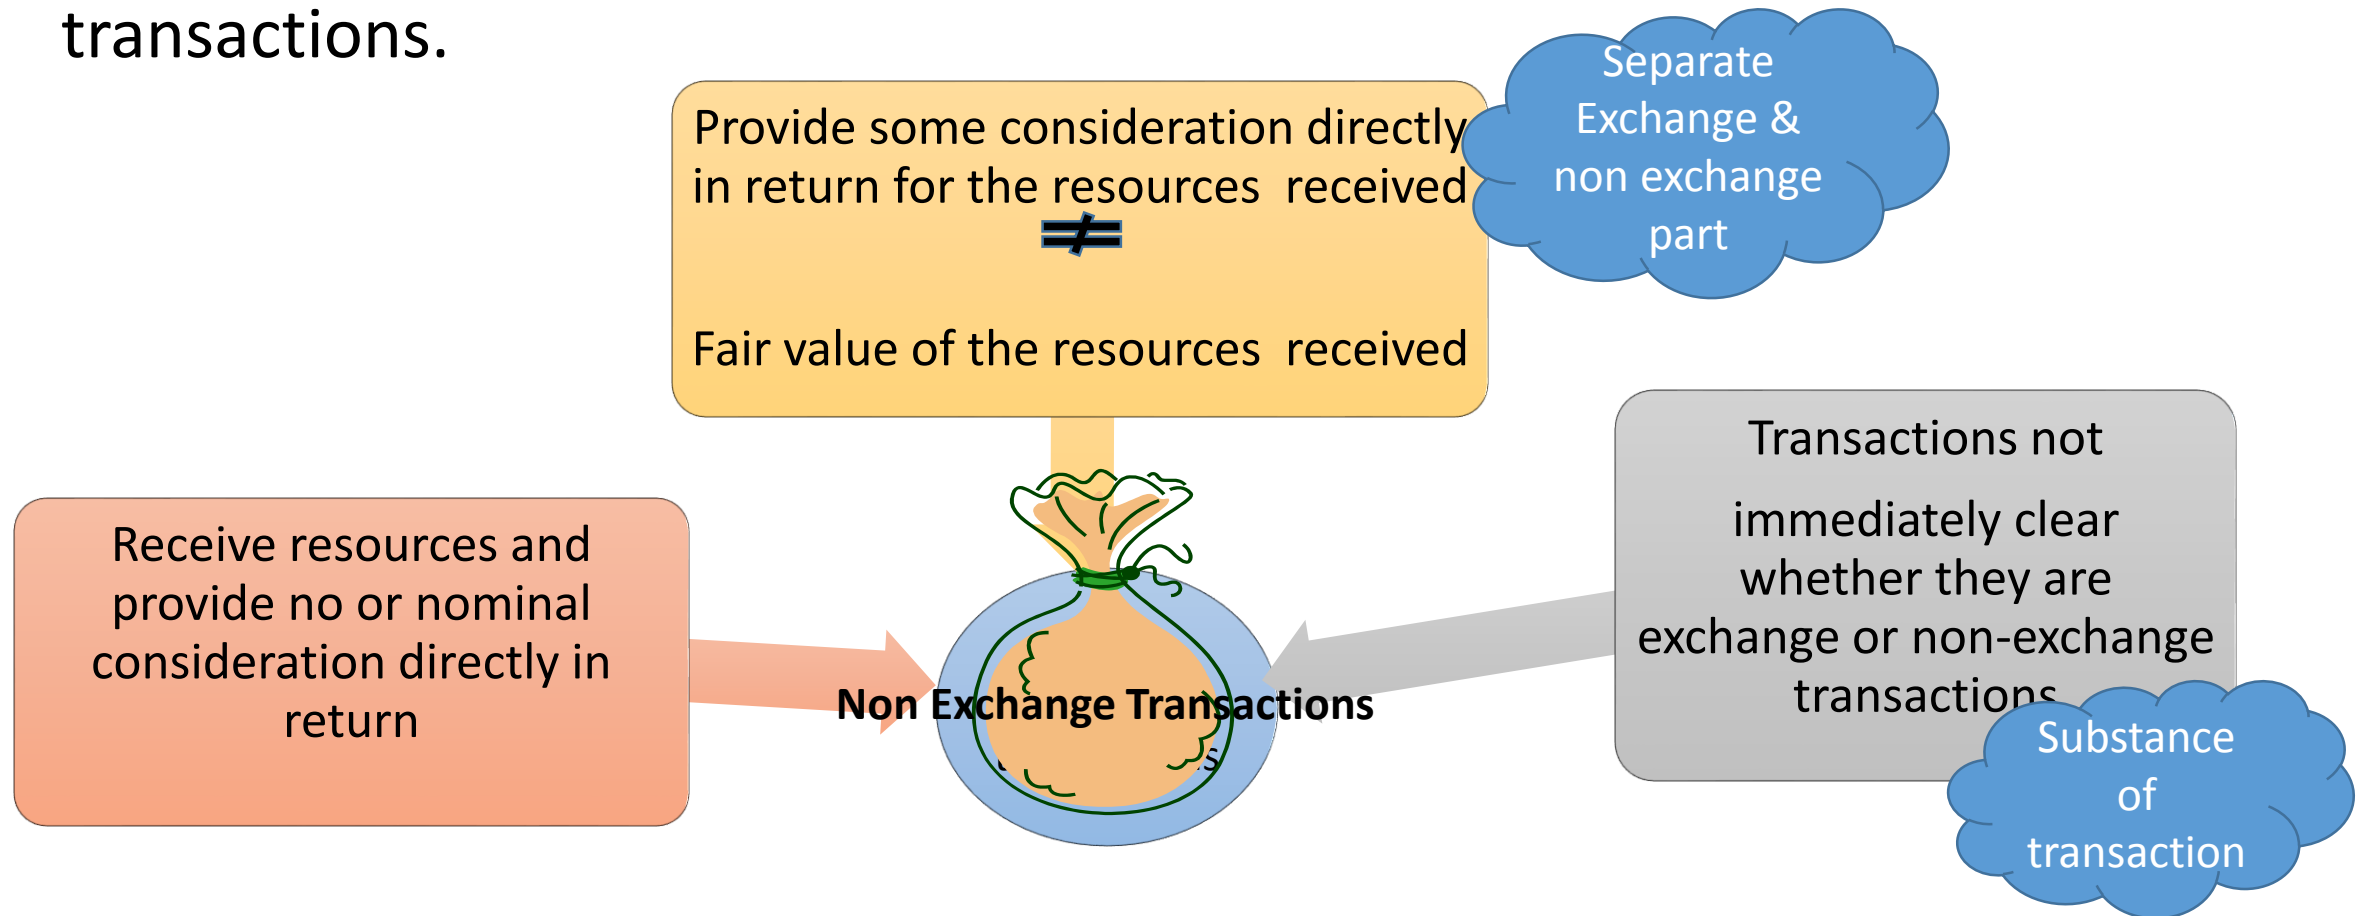 transactions.
Provide some consideration directly
in return for the resources received
≠
Fair value of the resources received
Separate
Exchange &
non exchange
part
Receive resources and
provide no or nominal
consideration directly in
return
Non Exchange Transactions
Transactions not
immediately clear
whether they are
exchange or non-exchange
transactions
Substance
of
transaction